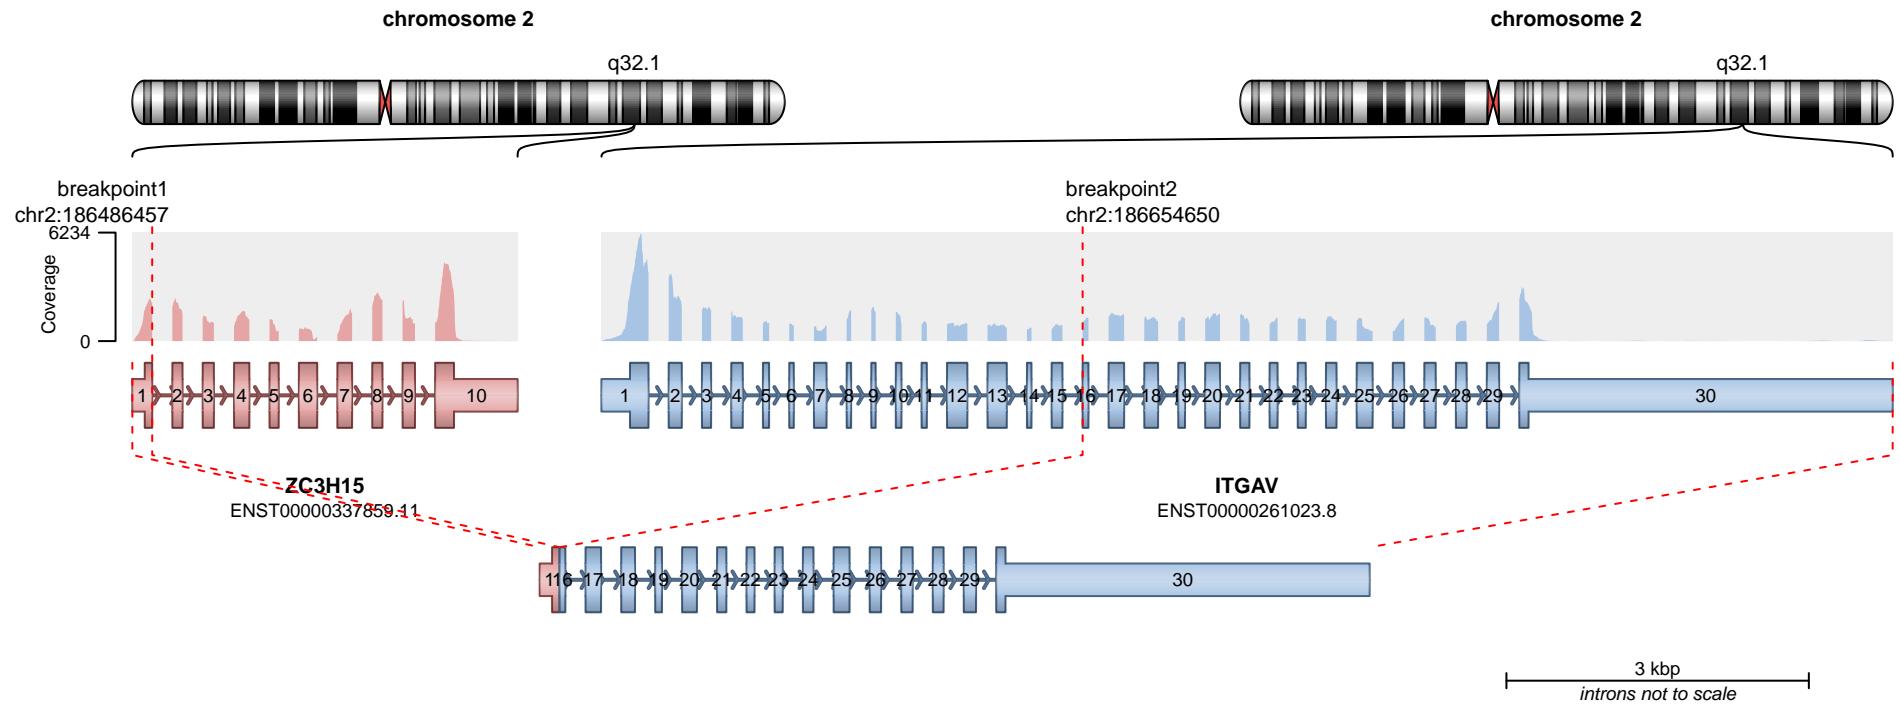 chromosome 2
chromosome 2
q32.1
q32.1
breakpoint1
chr2:186486457
breakpoint2
chr2:186654650
6234
Coverage
0
1 2 3 4 5 6 7 8 9 10
1 2 3 4 5 6 7 8 9 10 11 12 13 14 15 16 17 18 19 20 21 22 23 24 25 26 27 28 29 30
ZC3H15
ENST00000337859.11
ITGAV
ENST00000261023.8
1 16 17 18 19 20 21 22 23 24 25 26 27 28 29 30
3 kbp
introns not to scale